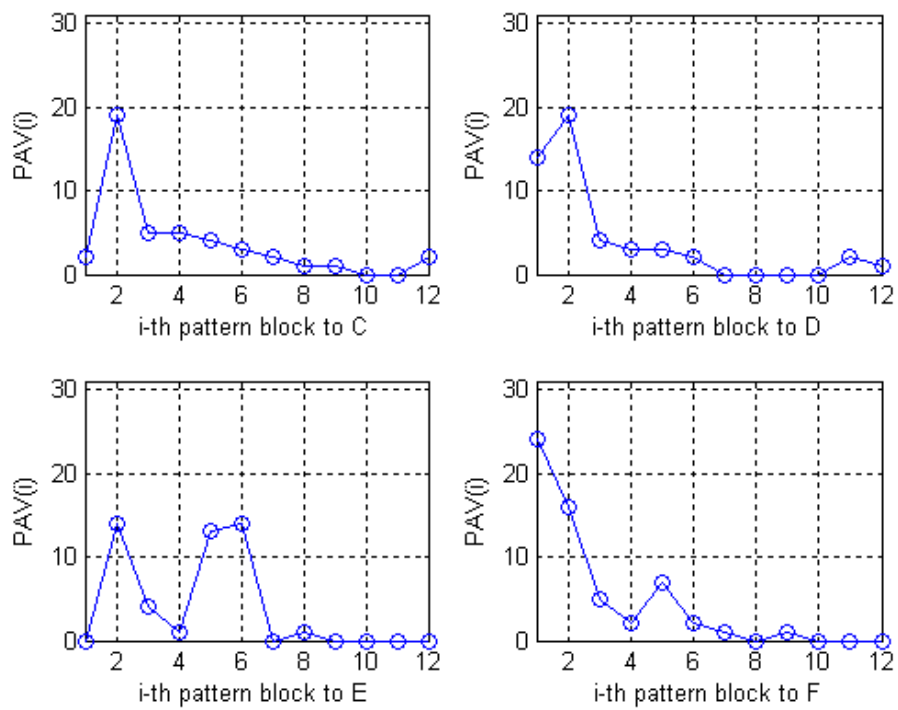 30
20
10
0
PAV(i)
2 4 6 8 10 12
i-th pattern block to C
30
20
10
0
PAV(i)
2 4 6 8 10 12
i-th pattern block to D
30
20
10
0
PAV(i)
2 4 6 8 10 12
i-th pattern block to E
30
20
10
0
PAV(i)
2 4 6 8 10 12
i-th pattern block to F